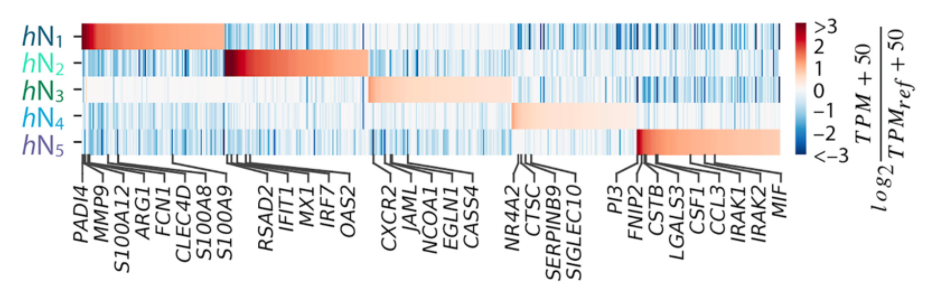 hN1
hN2
hN3
hN4
hN5
>3
2
1
0
−1
−2
<−3
log2 TPM + 50 / TPMref + 50
PADI4
MMP9
S100A12
ARG1
FCN1
CLEC4D
S100A8
S100A9
RSAD2
IFIT1
MX1
IRF7
OAS2
CXCR2
JAML
NCOA1
EGLN1
CASS4
NR4A2
CTSC
SERPINB9
SIGLEC10
PI3
FNIP2
CSTB
LGALS3
CSF1
CCL3
IRAK1
IRAK2
MIF